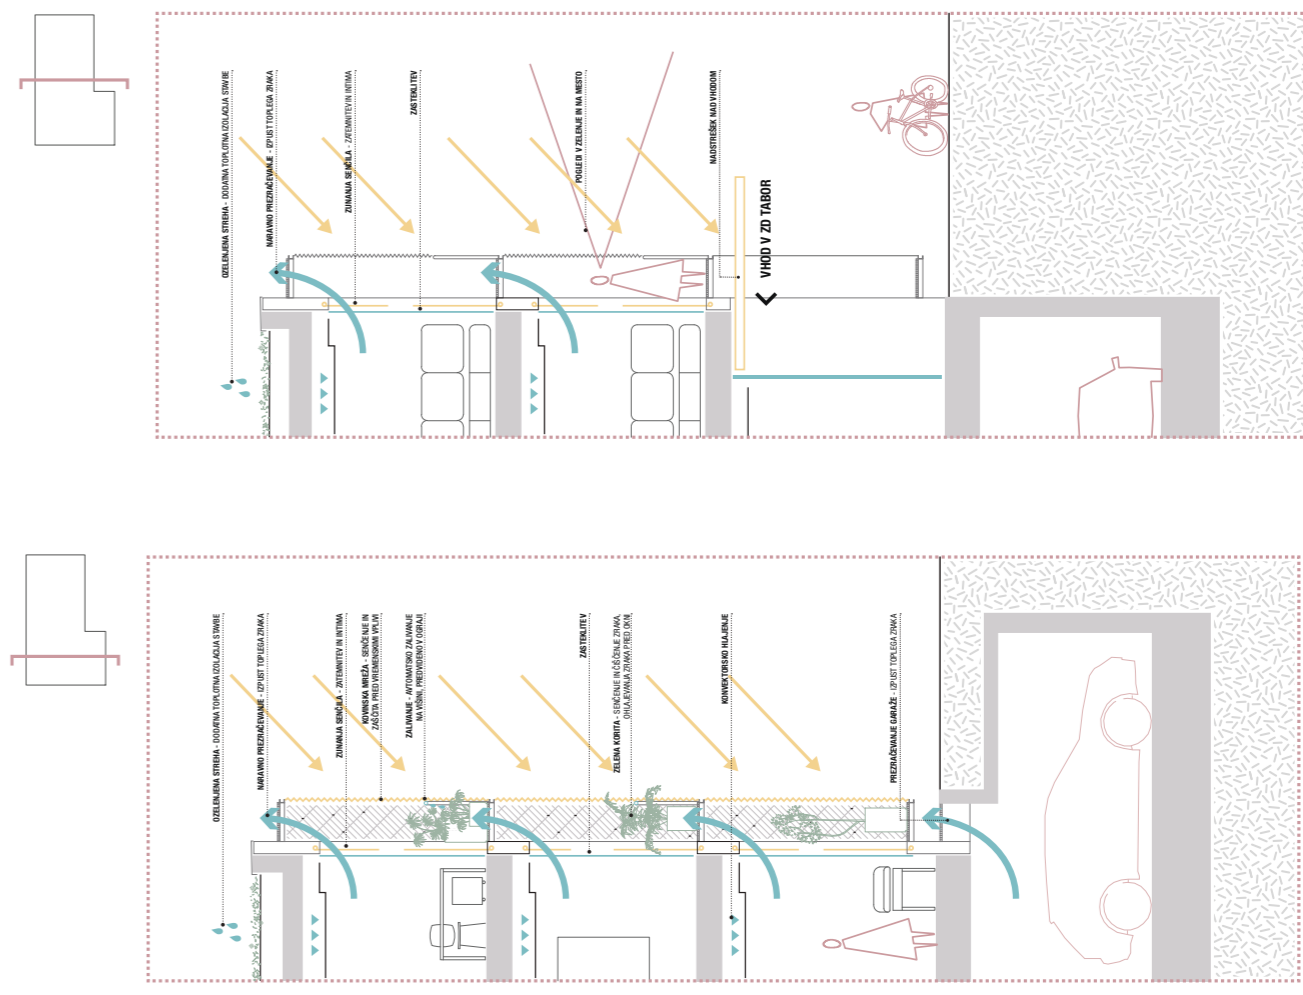 OZELENJENA STREHA - DODATNA TOPLOTNA IZOLACIJA STAVBE
NARAVNO PREZRAČEVANJE - IZPUST TOPLEGA ZRAKA
ZUNANJA SENČILA - ZATEMNITEV IN INTIMA
ZASTEKLITEV
POGLEDI V ZELENJE IN NA MESTO
NADSTREŠEK NAD VHODOM
VHOD V ZD TABOR
OZELENJENA STREHA - DODATNA TOPLOTNA IZOLACIJA STAVBE
NARAVNO PREZRAČEVANJE - IZPUST TOPLEGA ZRAKA
ZUNANJA SENČILA - ZATEMNITEV IN INTIMA
KOVINSKA MREŽA - SENČENJE IN
ZAŠČITA PRED VREMENSKIMI VPLIVI
ZALIVANJE - AVTOMATSKO ZALIVANJE
NA VIŠINI, PREDVIDENO V OGRAJI
ZASTEKLITEV
ZELENA KORITA - SENČENJE IN ČIŠČENJE ZRAKA,
OHLAJEVANJA ZRAKA PRED OKNI
KONVEKTORSKO HLAJENJE
PREZRAČEVANJE GARAŽE - IZPUST TOPLEGA ZRAKA